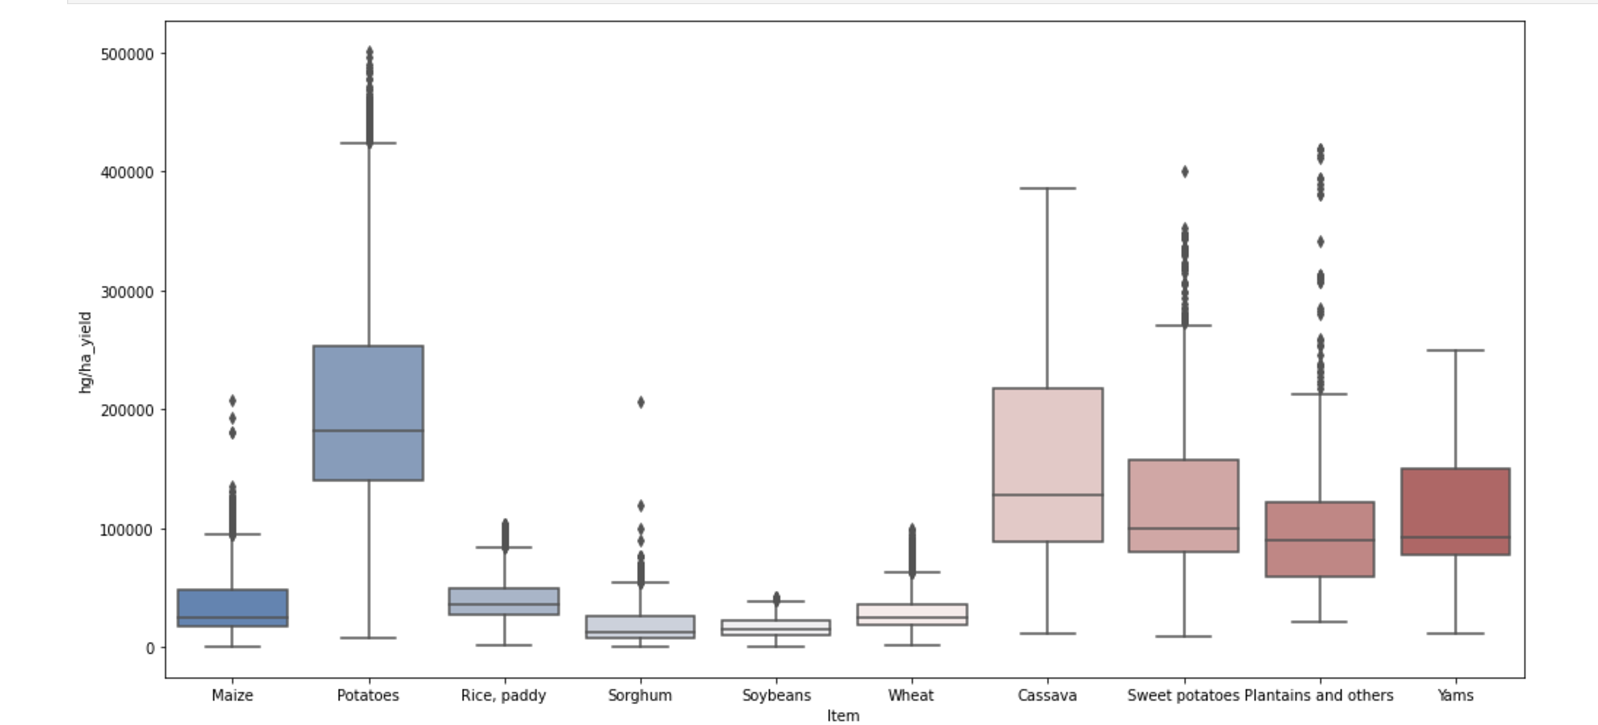 500000
400000
300000
200000
100000
0
hg/ha_yield
Maize Potatoes Rice, paddy Sorghum Soybeans Wheat Cassava Sweet potatoes Plantains and others Yams
Item